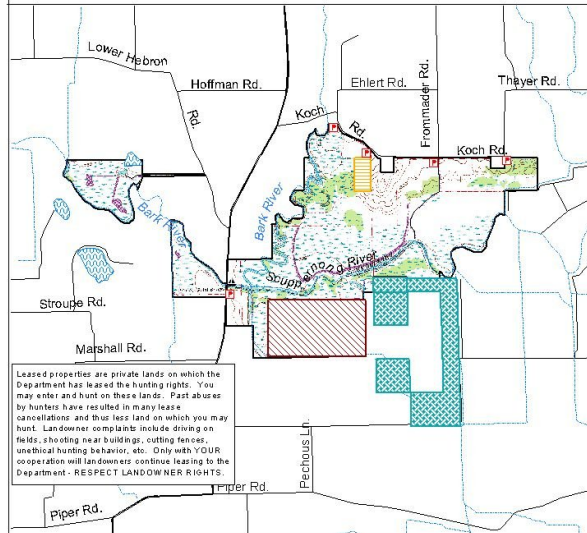 Lower Hebron
Rd.
Hoffman Rd.
Ehlert Rd.
Frommader Rd.
Thayer Rd.
Koch
Rd.
Koch Rd.
Bark River
Bark River
Scuppernong River
Stroupe Rd.
Marshall Rd.
Leased properties are private lands on which the
Department has leased the hunting rights. You
may enter and hunt on these lands. Past abuses
by hunters have resulted in many lease
cancellations and thus less land on which you may
hunt. Landowner complaints include driving on
fields, shooting near buildings, cutting fences,
unethical hunting behavior, etc. Only with YOUR
cooperation will landowners continue leasing to the
Department - RESPECT LANDOWNER RIGHTS.
Pechous Ln.
Piper Rd.
Piper Rd.
P
P
P
P
P